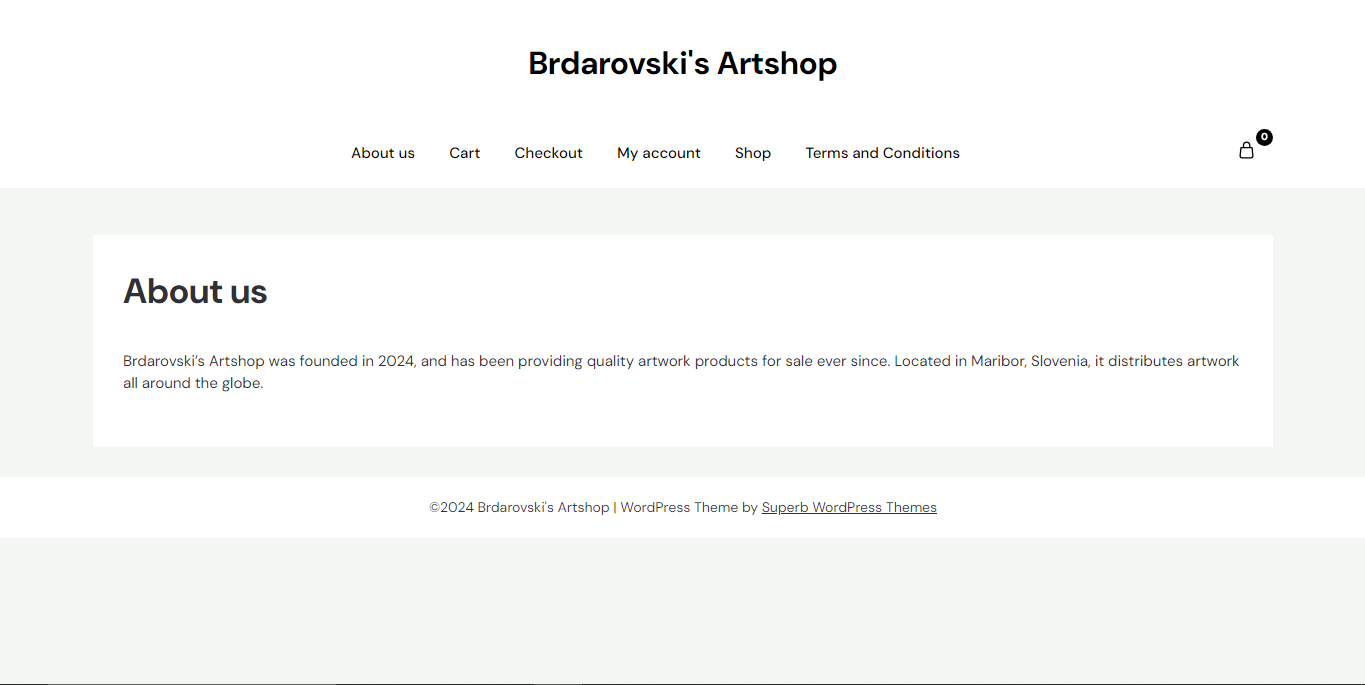 Brdarovski's Artshop
About us Cart Checkout My account Shop Terms and Conditions 0
About us
Brdarovski’s Artshop was founded in 2024, and has been providing quality artwork products for sale ever since. Located in Maribor, Slovenia, it distributes artwork
all around the globe.
©2024 Brdarovski's Artshop | WordPress Theme by Superb WordPress Themes